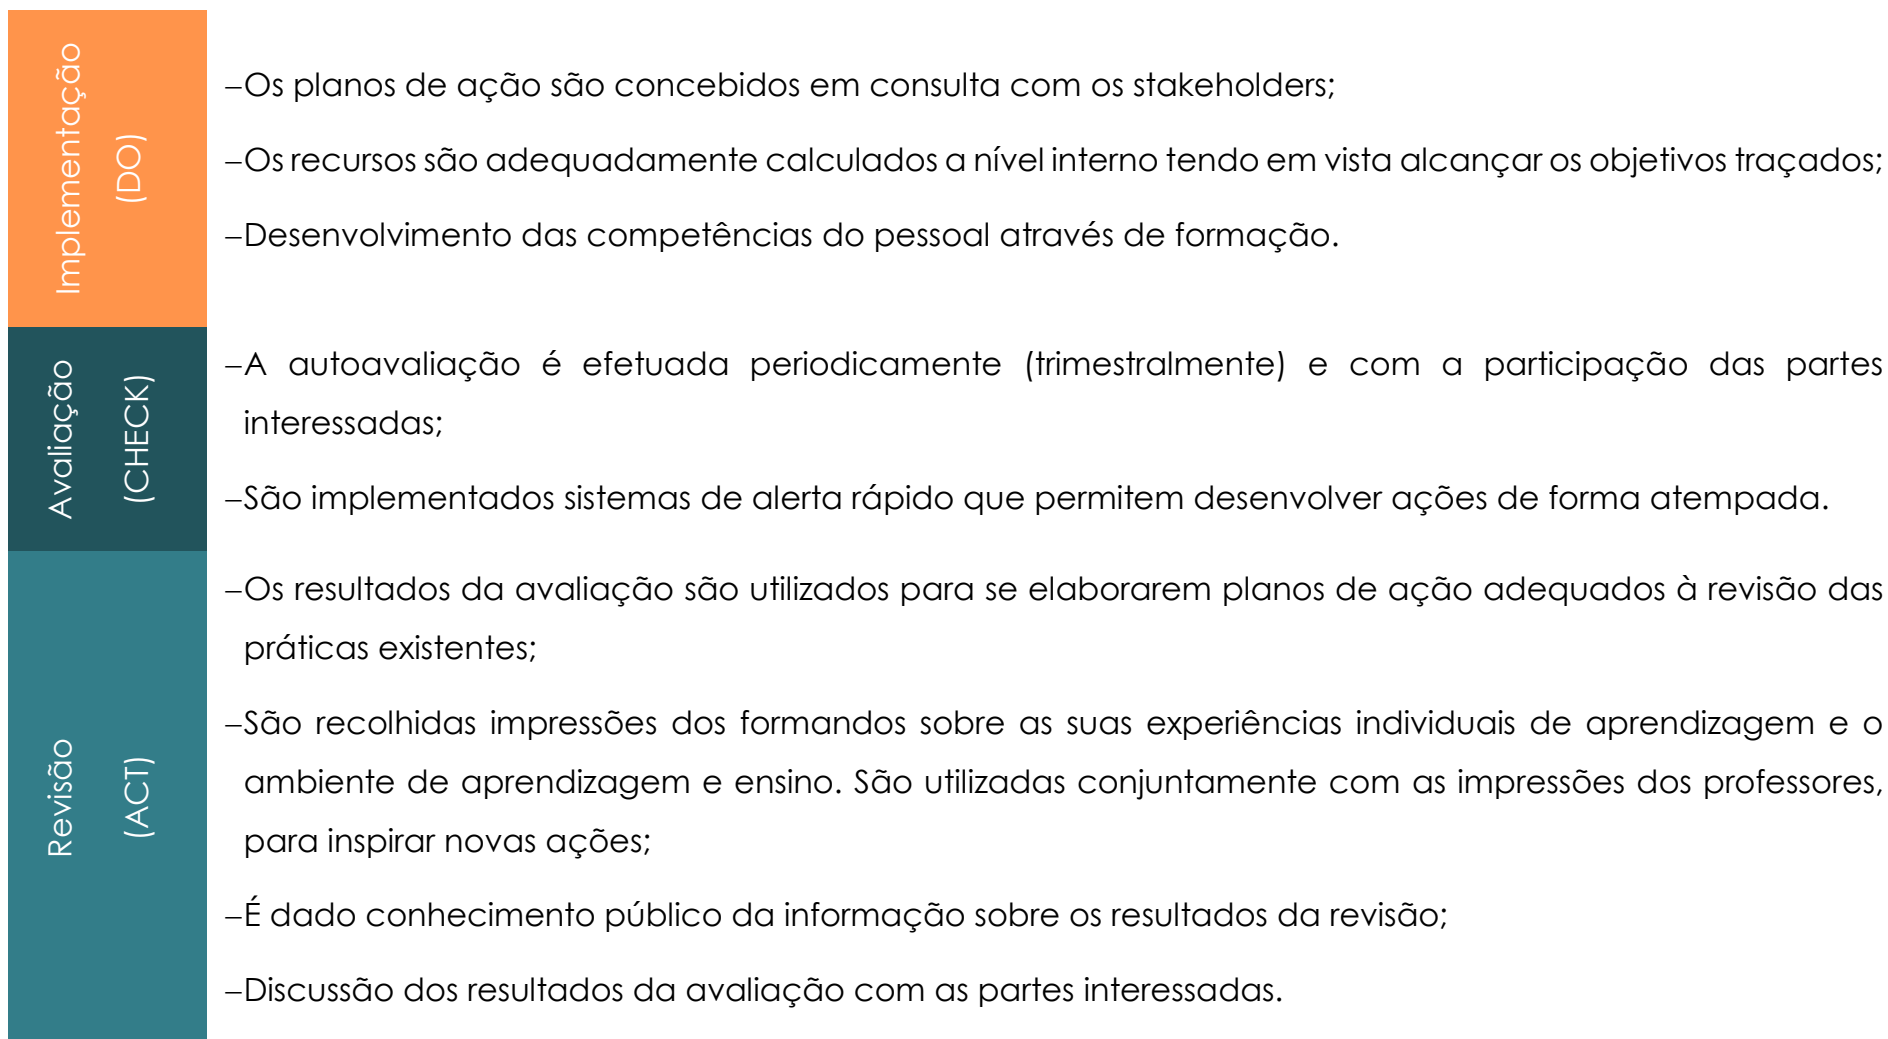 Implementação
(DO)
–Os planos de ação são concebidos em consulta com os stakeholders;
–Os recursos são adequadamente calculados a nível interno tendo em vista alcançar os objetivos traçados;
–Desenvolvimento das competências do pessoal através de formação.
Avaliação
(CHECK)
–A autoavaliação é efetuada periodicamente (trimestralmente) e com a participação das partes
interessadas;
–São implementados sistemas de alerta rápido que permitem desenvolver ações de forma atempada.
Revisão
(ACT)
–Os resultados da avaliação são utilizados para se elaborarem planos de ação adequados à revisão das
práticas existentes;
–São recolhidas impressões dos formandos sobre as suas experiências individuais de aprendizagem e o
ambiente de aprendizagem e ensino. São utilizadas conjuntamente com as impressões dos professores,
para inspirar novas ações;
–É dado conhecimento público da informação sobre os resultados da revisão;
–Discussão dos resultados da avaliação com as partes interessadas.